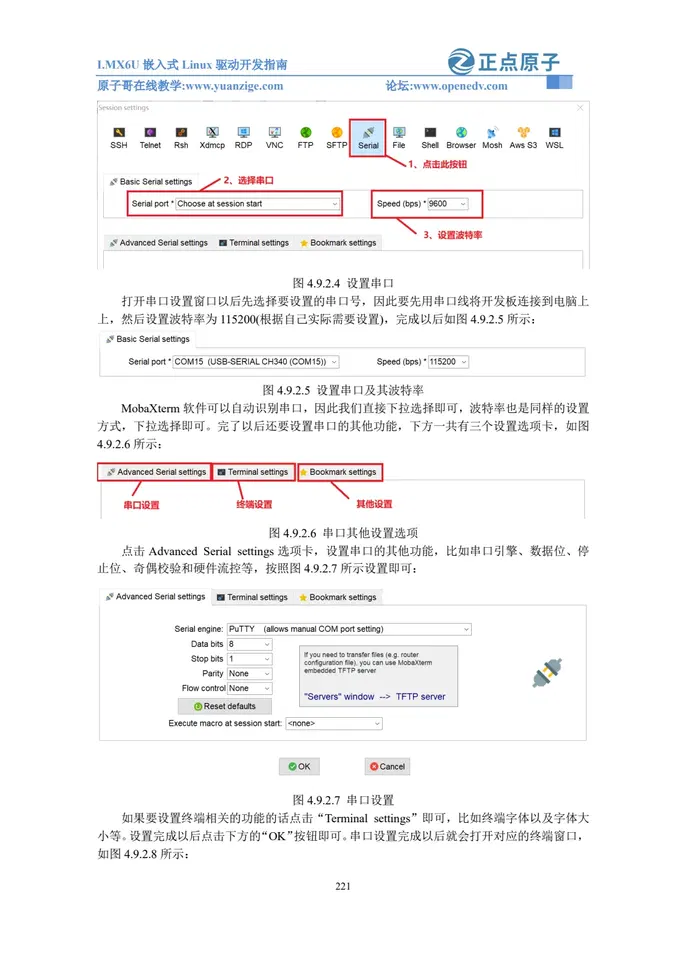 I.MX6U 嵌入式 Linux 驱动开发指南
正点原子
原子哥在线教学:www.yuanzige.com
论坛:www.openedv.com
Session settings
SSH Telnet Rsh Xdmcp RDP VNC FTP SFTP Serial File Shell Browser Mosh Aws S3 WSL
1、点击此按钮
Basic Serial settings
2、选择串口
Serial port * Choose at session start
Speed (bps) * 9600
3、设置波特率
Advanced Serial settings Terminal settings Bookmark settings
图 4.9.2.4 设置串口
打开串口设置窗口以后先选择要设置的串口号，因此要先用串口线将开发板连接到电脑上
上，然后设置波特率为 115200(根据自己实际需要设置)，完成以后如图 4.9.2.5 所示：
Basic Serial settings
Serial port * COM15 (USB-SERIAL CH340 (COM15)) Speed (bps) * 115200
图 4.9.2.5 设置串口及其波特率
MobaXterm 软件可以自动识别串口，因此我们直接下拉选择即可，波特率也是同样的设置
方式，下拉选择即可。完了以后还要设置串口的其他功能，下方一共有三个设置选项卡，如图
4.9.2.6 所示：
Advanced Serial settings Terminal settings Bookmark settings
串口设置 终端设置 其他设置
图 4.9.2.6 串口其他设置选项
点击 Advanced Serial settings 选项卡，设置串口的其他功能，比如串口引擎、数据位、停
止位、奇偶校验和硬件流控等，按照图 4.9.2.7 所示设置即可：
Advanced Serial settings Terminal settings Bookmark settings
Serial engine: PuTTY (allows manual COM port setting)
Data bits 8
Stop bits 1
Parity None
Flow control None
If you need to transfer files (e.g. router
configuration file), you can use MobaXterm
embedded TFTP server
"Servers" window --> TFTP server
Reset defaults
Execute macro at session start: <none>
OK Cancel
图 4.9.2.7 串口设置
如果要设置终端相关的功能的话点击“Terminal settings”即可，比如终端字体以及字体大
小等。设置完成以后点击下方的“OK”按钮即可。串口设置完成以后就会打开对应的终端窗口，
如图 4.9.2.8 所示：
221